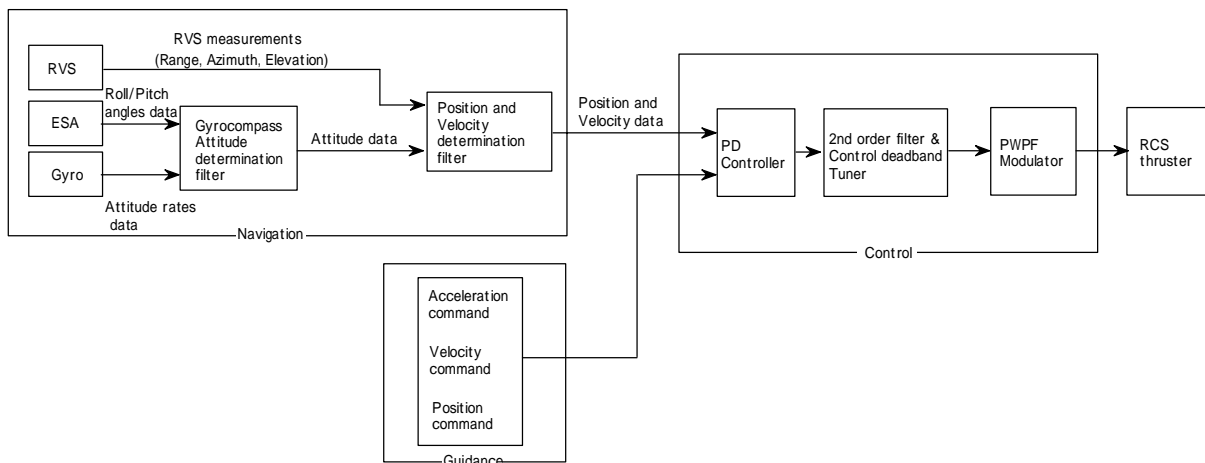 RVS measurements
(Range, Azimuth, Elevation)
RVS
Roll/Pitch
angles data
ESA
Gyro
Attitude rates
data
Gyrocompass
Attitude
determination
filter
Attitude data
Position and
Velocity
determination
filter
Navigation
Position and
Velocity data
PD
Controller
2nd order filter &
Control deadband
Tuner
PWPF
Modulator
Control
RCS
thruster
Acceleration
command
Velocity
command
Position
command
Guidance